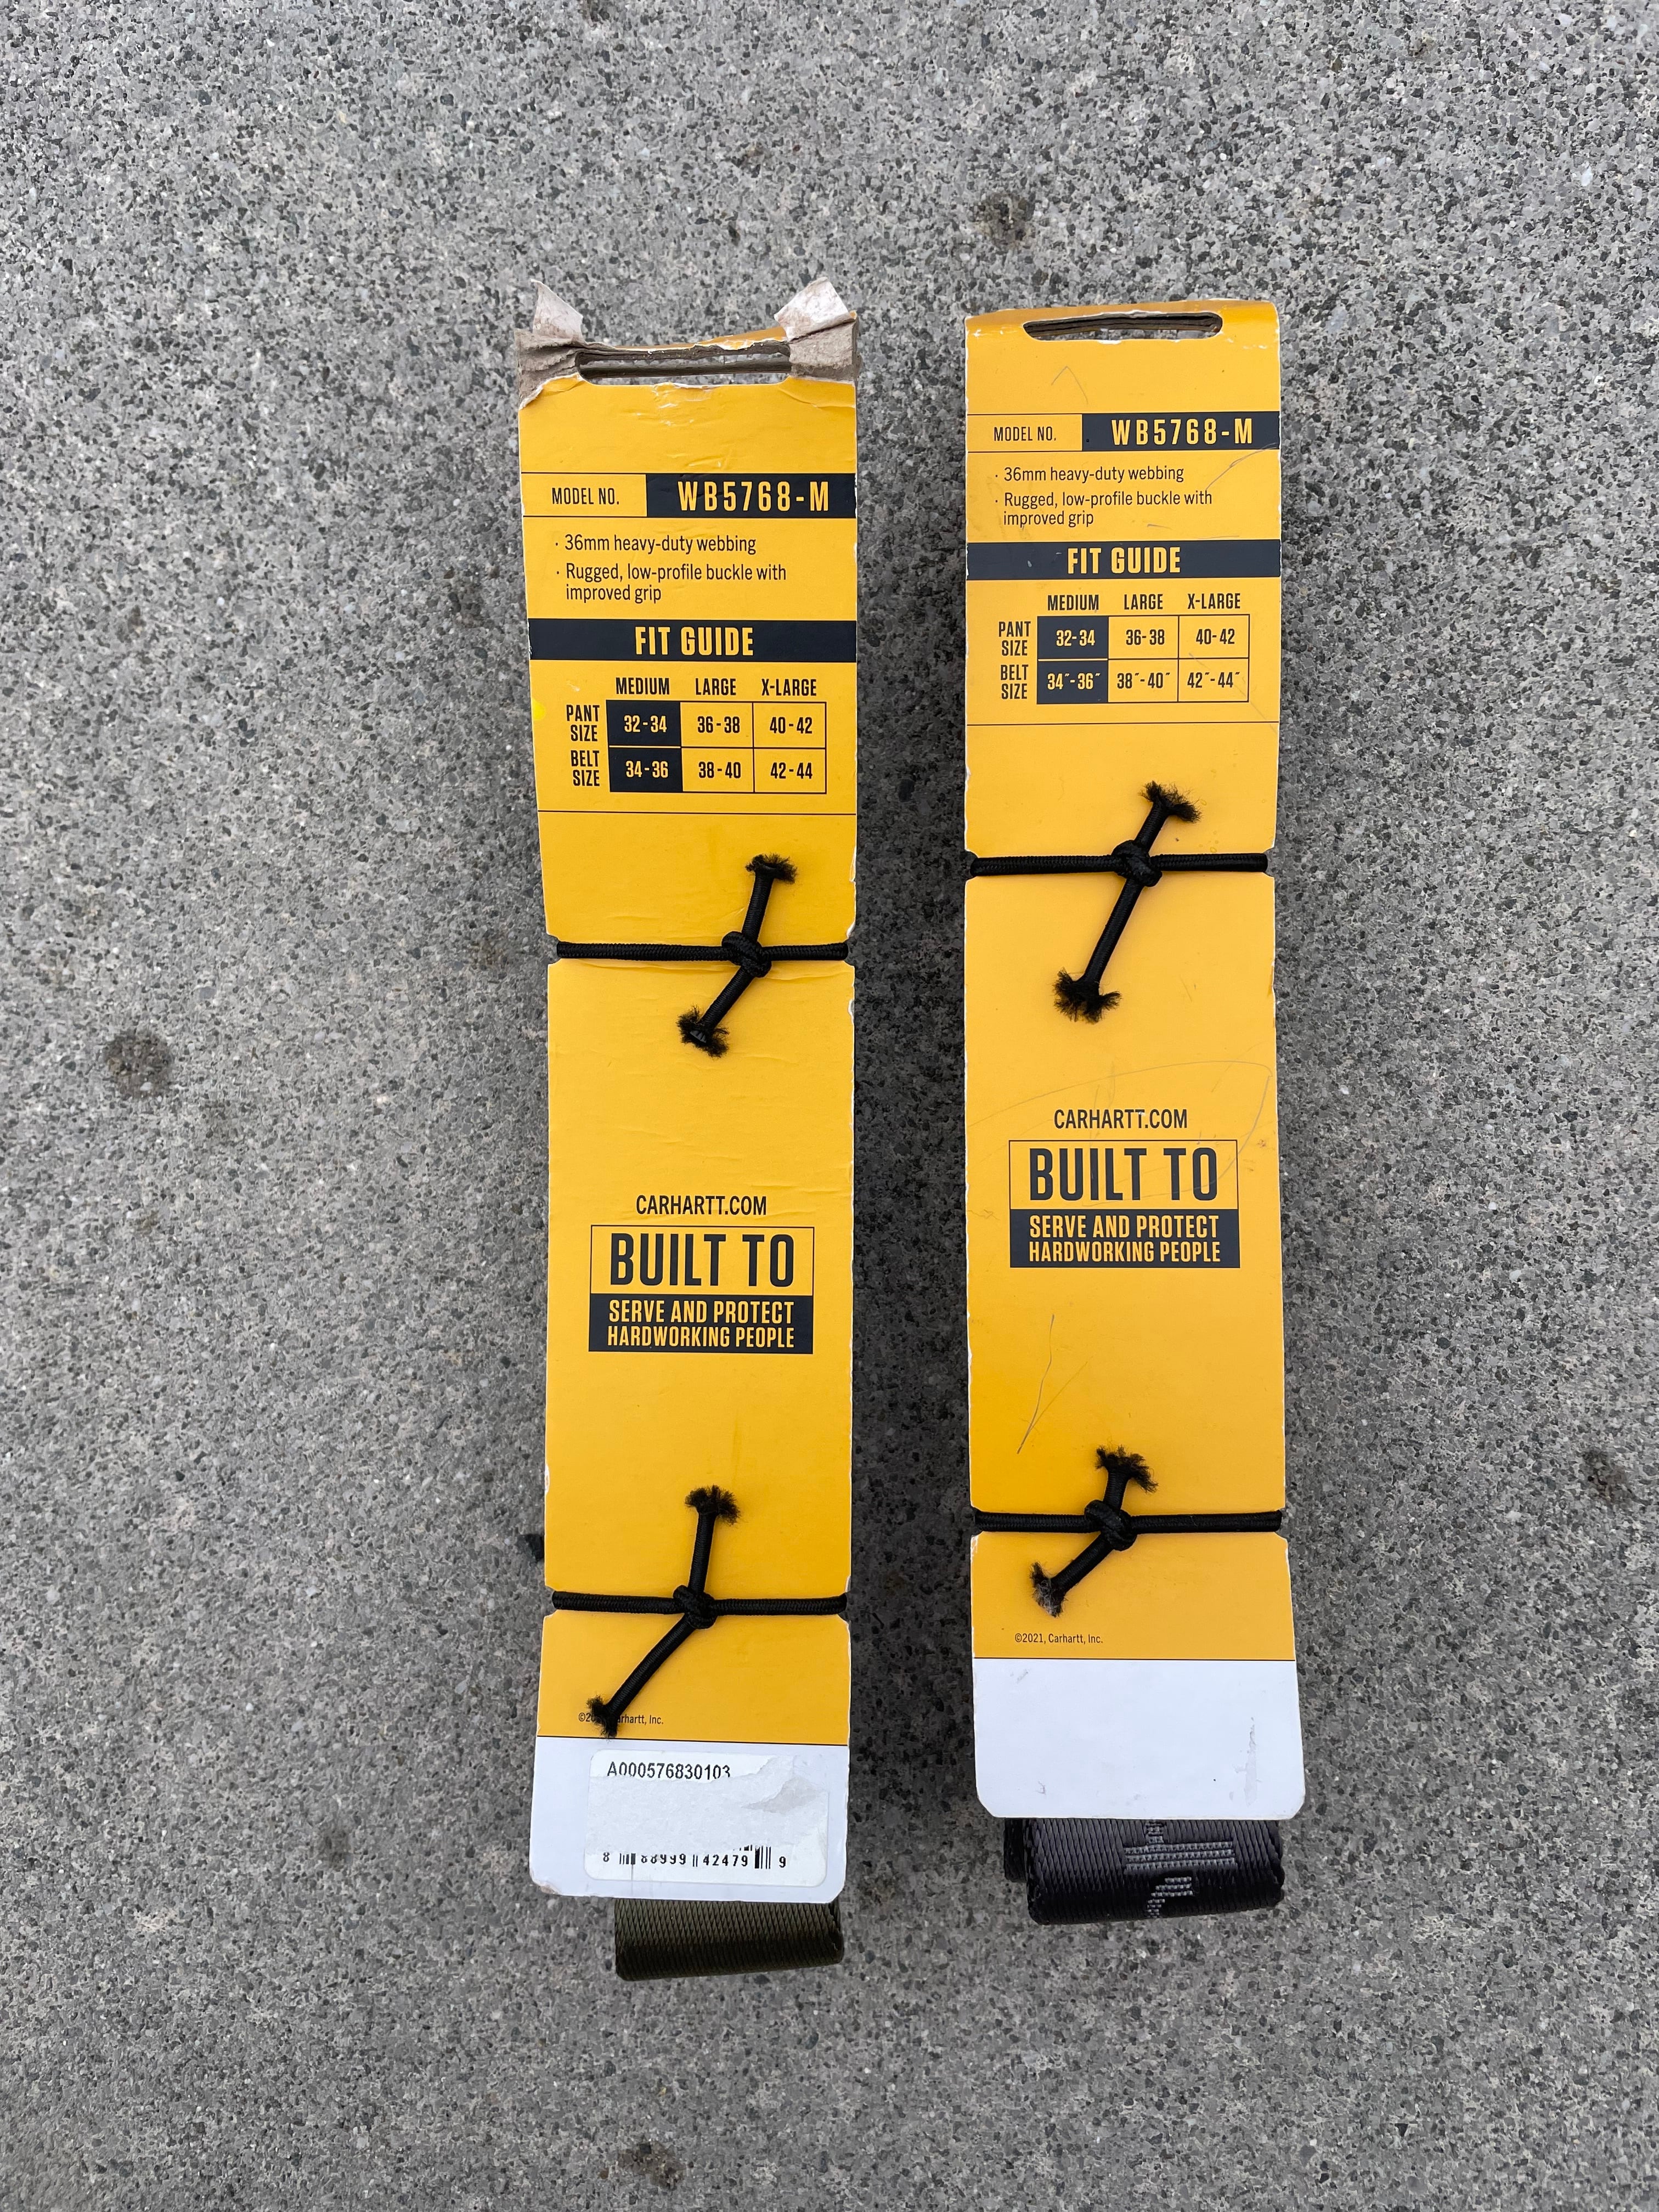 MODEL NO. WB5768-M
· 36mm heavy-duty webbing
· Rugged, low-profile buckle with
improved grip
FIT GUIDE
MEDIUM LARGE X-LARGE
PANT SIZE 32-34 36-38 40-42
BELT SIZE 34-36 38-40 42-44
CARHARTT.COM
BUILT TO
SERVE AND PROTECT
HARDWORKING PEOPLE
Inc.
A000576830103
8 88999 42479 9
MODEL NO. WB5768-M
· 36mm heavy-duty webbing
· Rugged, low-profile buckle with
improved grip
FIT GUIDE
MEDIUM LARGE X-LARGE
PANT SIZE 32-34 36-38 40-42
BELT SIZE 34"-36" 38"-40" 42"-44"
CARHARTT.COM
BUILT TO
SERVE AND PROTECT
HARDWORKING PEOPLE
©2021, Carhartt, Inc.